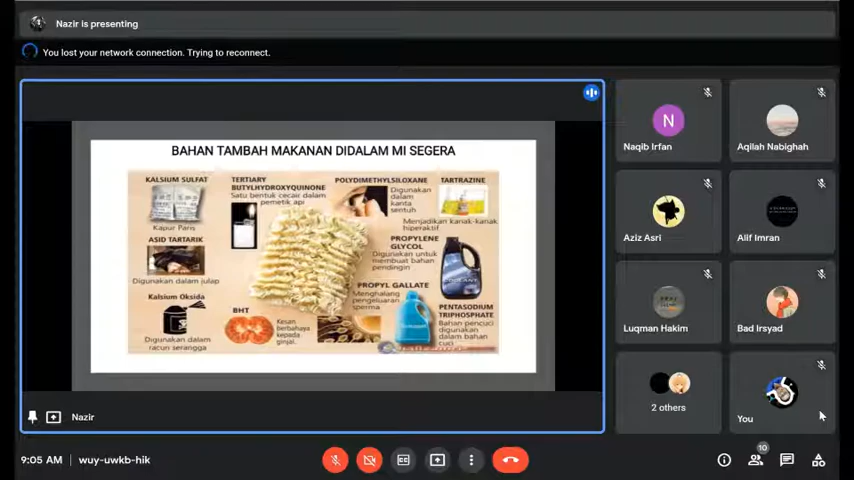 Nazir is presenting
You lost your network connection. Trying to reconnect.
BAHAN TAMBAH MAKANAN DIDALAM MI SEGERA
KALSIUM SULFAT
Kapur Paris
TERTIARY
BUTYLHYDROXYQUINONE
Satu bentuk cecair dalam
pemetik api
POLYDIMETHYLSILOXANE
Digunakan
dalam
kanta
sentuh
TARTRAZINE
Menjadikan kanak-kanak
hiperaktif
ASID TARTARIK
Digunakan dalam julap
PROPYLENE
GLYCOL
Digunakan untuk
membuat bahan
pendingin
COOLANT
Kalsium Oksida
Digunakan dalam
racun serangga
BHT
Kesan
berbahaya
kepada
ginjal.
PROPYL GALLATE
Menghalang
pengeluaran
sperma
PENTASODIUM
TRIPHOSPHATE
Bahan pencuci
digunakan
dalam bahan
cuci
Nazir
N
Naqib Irfan
Aqilah Nabighah
Aziz Asri
Alif Imran
Luqman Hakim
Bad Irsyad
2 others
You
9:05 AM
wuy-uwkb-hik
10